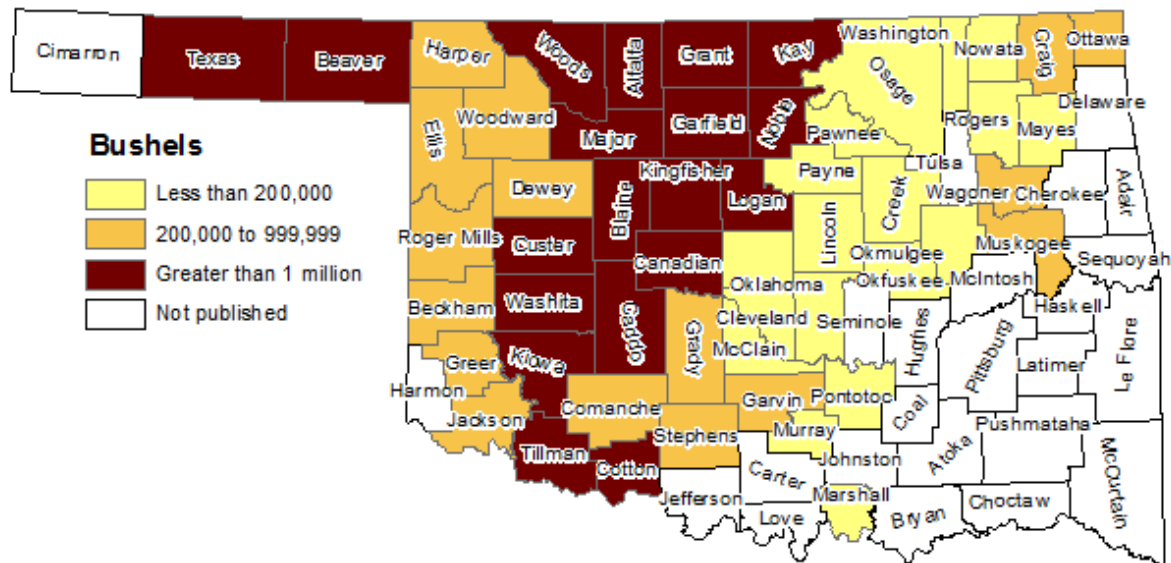 Cimarron
Texas
Beaver
Harper
Woods
Alfalfa
Grant
Kay
Washington
Nowata
Craig
Ottawa
Osage
Delaware
Ellis
Woodward
Major
Garfield
Noble
Pawnee
Rogers
Mayes
Bushels
Less than 200,000
200,000 to 999,999
Greater than 1 million
Not published
Dewey
Blaine
Kingfisher
Logan
Payne
Creek
Tulsa
Wagoner
Cherokee
Adair
Roger Mills
Custer
Canadian
Lincoln
Okmulgee
Muskogee
Sequoyah
Beckham
Washita
Caddo
Grady
Oklahoma
Okfuskee
McIntosh
Haskell
Cleveland
Seminole
Hughes
Pittsburg
Latimer
Le Flore
Greer
Kiowa
McClain
Harmon
Jackson
Comanche
Garvin
Pontotoc
Coal
Pushmataha
Tillman
Cotton
Stephens
Murray
Johnston
Atoka
McCurtain
Jefferson
Carter
Love
Marshall
Bryan
Choctaw